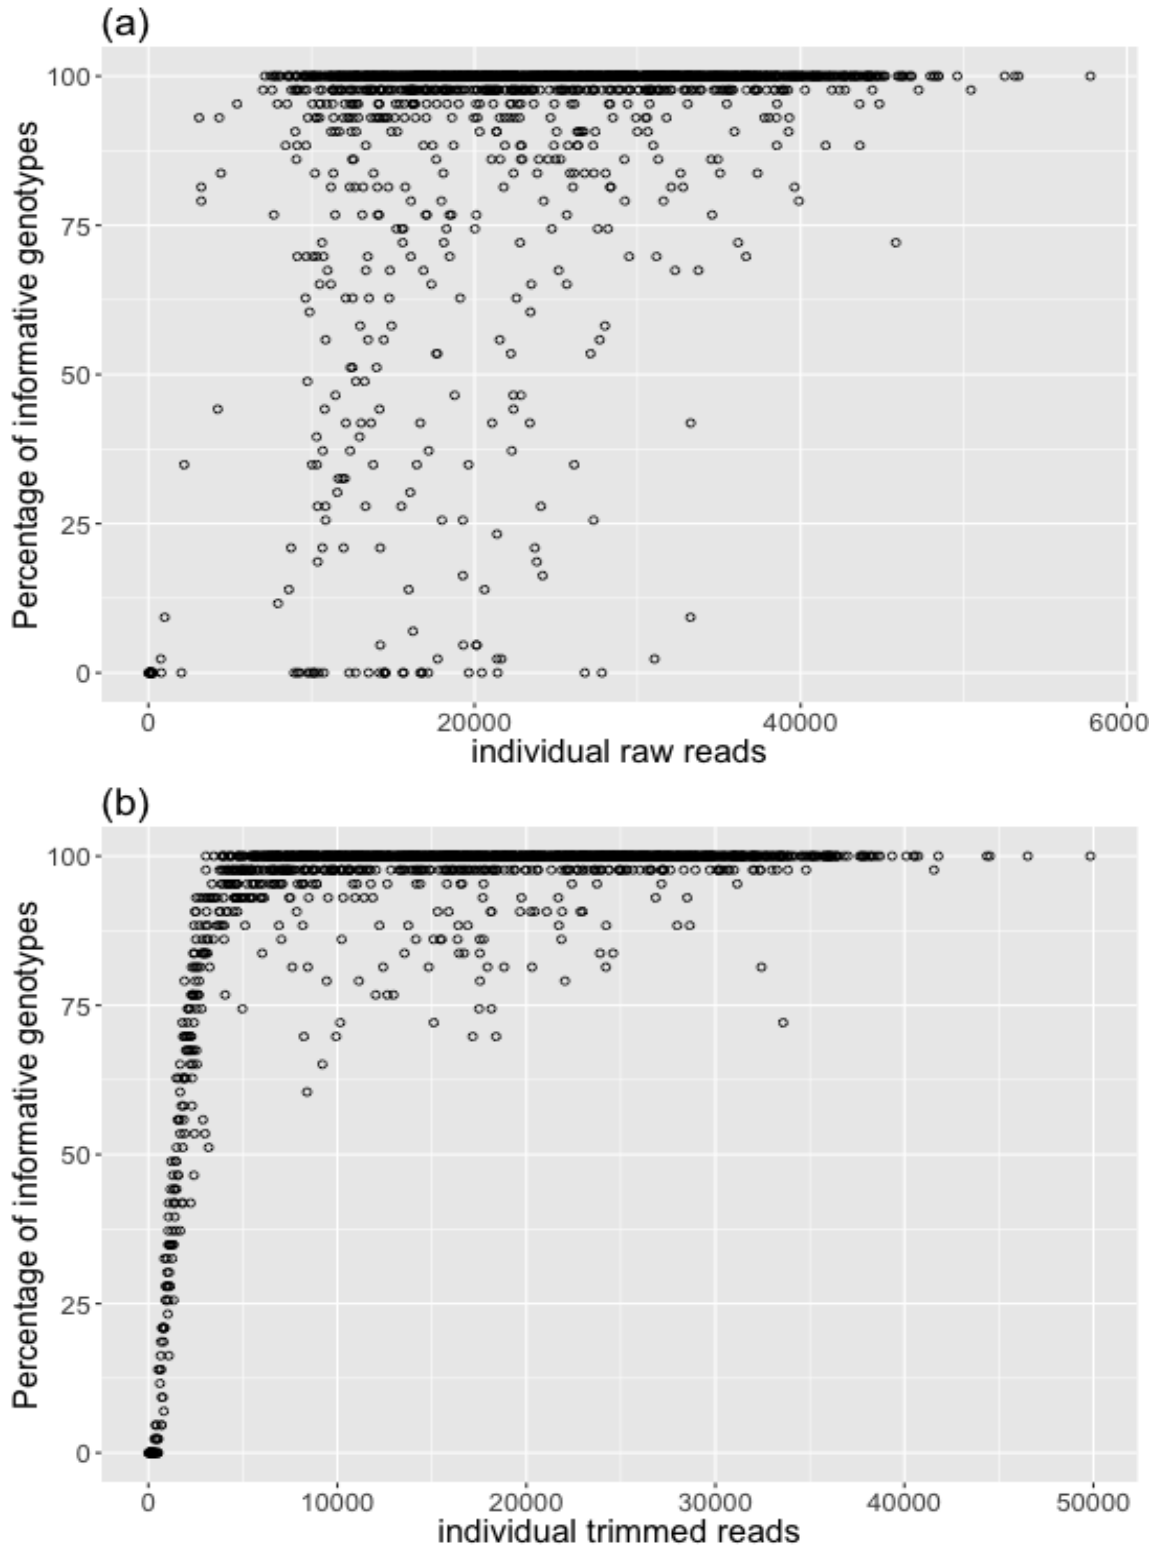 (a)
Percentage of informative genotypes
100
75
50
25
0
0 20000 40000 6000
individual raw reads
(b)
Percentage of informative genotypes
100
75
50
25
0
0 10000 20000 30000 40000 50000
individual trimmed reads